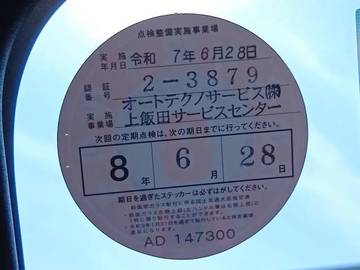 点検整備実施事業場
実施年月日 令和 7年6月28日
認証番号 2-3879
実施事業場 オートテクノサービス㈱
上飯田サービスセンター
次回の定期点検は、次の期日までに行ってください。
8年 6月 28日
期日を過ぎたステッカーは必ずはがしてください。
AD 147300